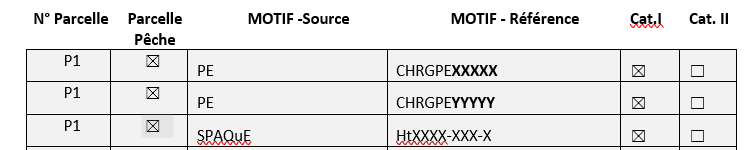 N° Parcelle Parcelle Pêche MOTIF -Source MOTIF - Référence Cat.I Cat. II
P1 ☒ PE CHRGPEXXXXX ☒ ☐
P1 ☒ PE CHRGPEYYYYY ☒ ☐
P1 ☒ SPAQuE HtXXXX-XXX-X ☒ ☐